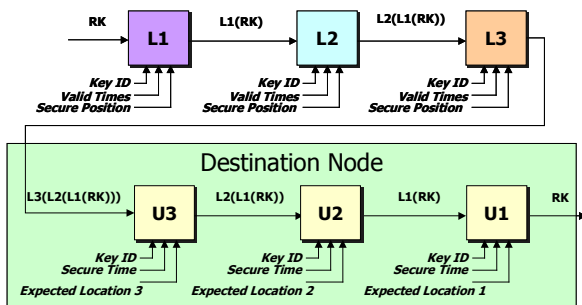 RK
L1
L1(RK)
L2
L2(L1(RK))
L3
Key ID
Valid Times
Secure Position
Key ID
Valid Times
Secure Position
Key ID
Valid Times
Secure Position
Destination Node
L3(L2(L1(RK)))
U3
L2(L1(RK))
U2
L1(RK)
U1
RK
Key ID
Secure Time
Expected Location 3
Key ID
Secure Time
Expected Location 2
Key ID
Secure Time
Expected Location 1